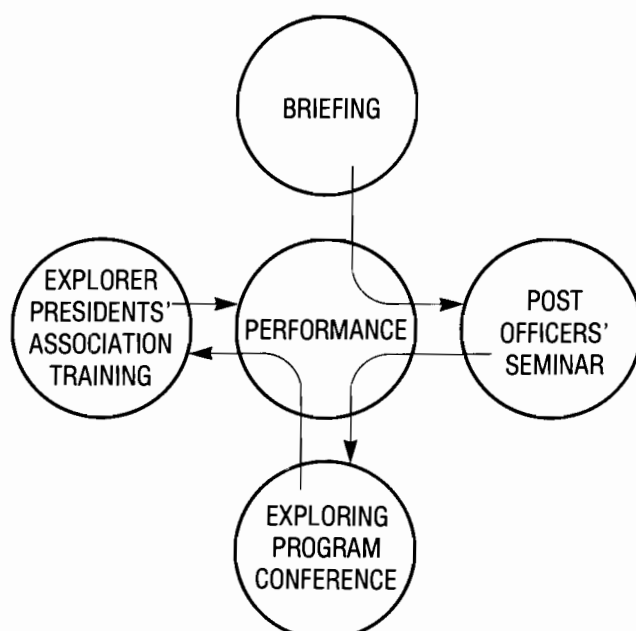 BRIEFING
EXPLORER
PRESIDENTS'
ASSOCIATION
TRAINING
PERFORMANCE
POST
OFFICERS'
SEMINAR
EXPLORING
PROGRAM
CONFERENCE